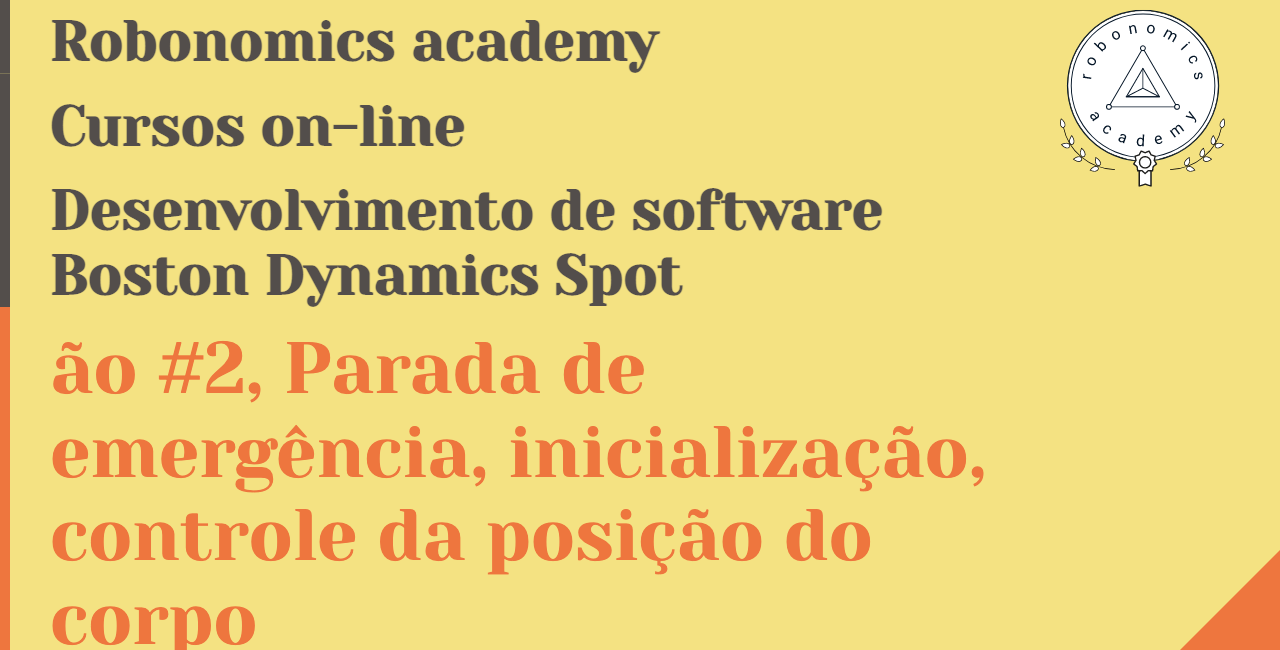 Robonomics academy
Cursos on-line
Desenvolvimento de software
Boston Dynamics Spot
ão #2, Parada de
emergência, inicialização,
controle da posição do
corpo
robonomics
academy